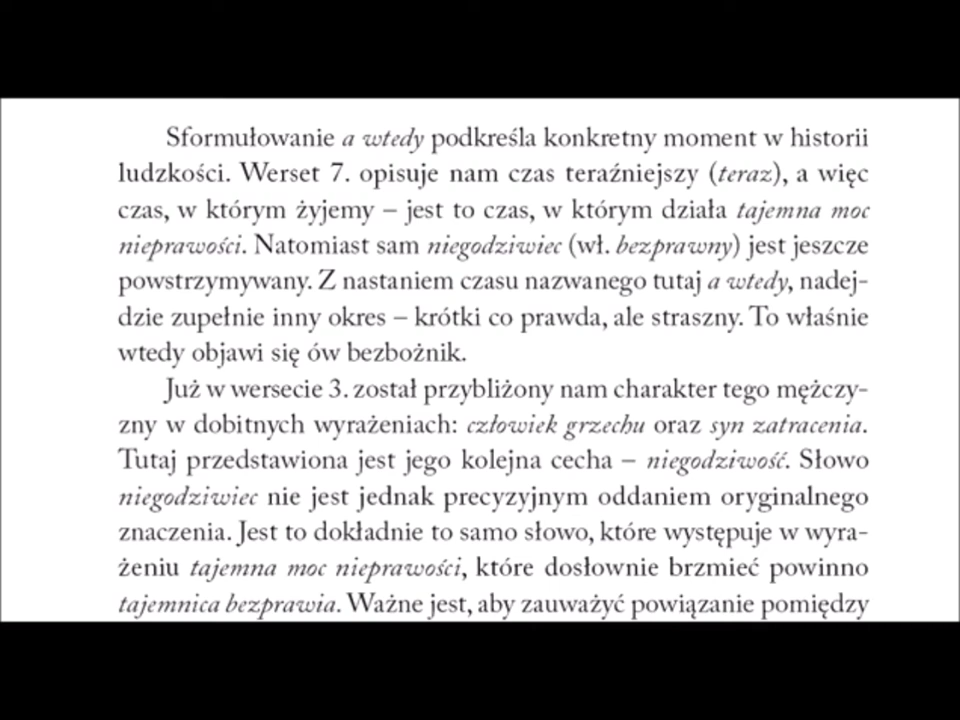 Sformułowanie a wtedy podkreśla konkretny moment w historii
ludzkości. Werset 7. opisuje nam czas teraźniejszy (teraz), a więc
czas, w którym żyjemy – jest to czas, w którym działa tajemna moc
nieprawości. Natomiast sam niegodziwiec (wł. bezprawny) jest jeszcze
powstrzymywany. Z nastaniem czasu nazwanego tutaj a wtedy, nadej-
dzie zupełnie inny okres – krótki co prawda, ale straszny. To właśnie
wtedy objawi się ów bezbożnik.
Już w wersecie 3. został przybliżony nam charakter tego mężczy-
zny w dobitnych wyrażeniach: człowiek grzechu oraz syn zatracenia.
Tutaj przedstawiona jest jego kolejna cecha – niegodziwość. Słowo
niegodziwiec nie jest jednak precyzyjnym oddaniem oryginalnego
znaczenia. Jest to dokładnie to samo słowo, które występuje w wyra-
żeniu tajemna moc nieprawości, które dosłownie brzmieć powinno
tajemnica bezprawia. Ważne jest, aby zauważyć powiązanie pomiędzy